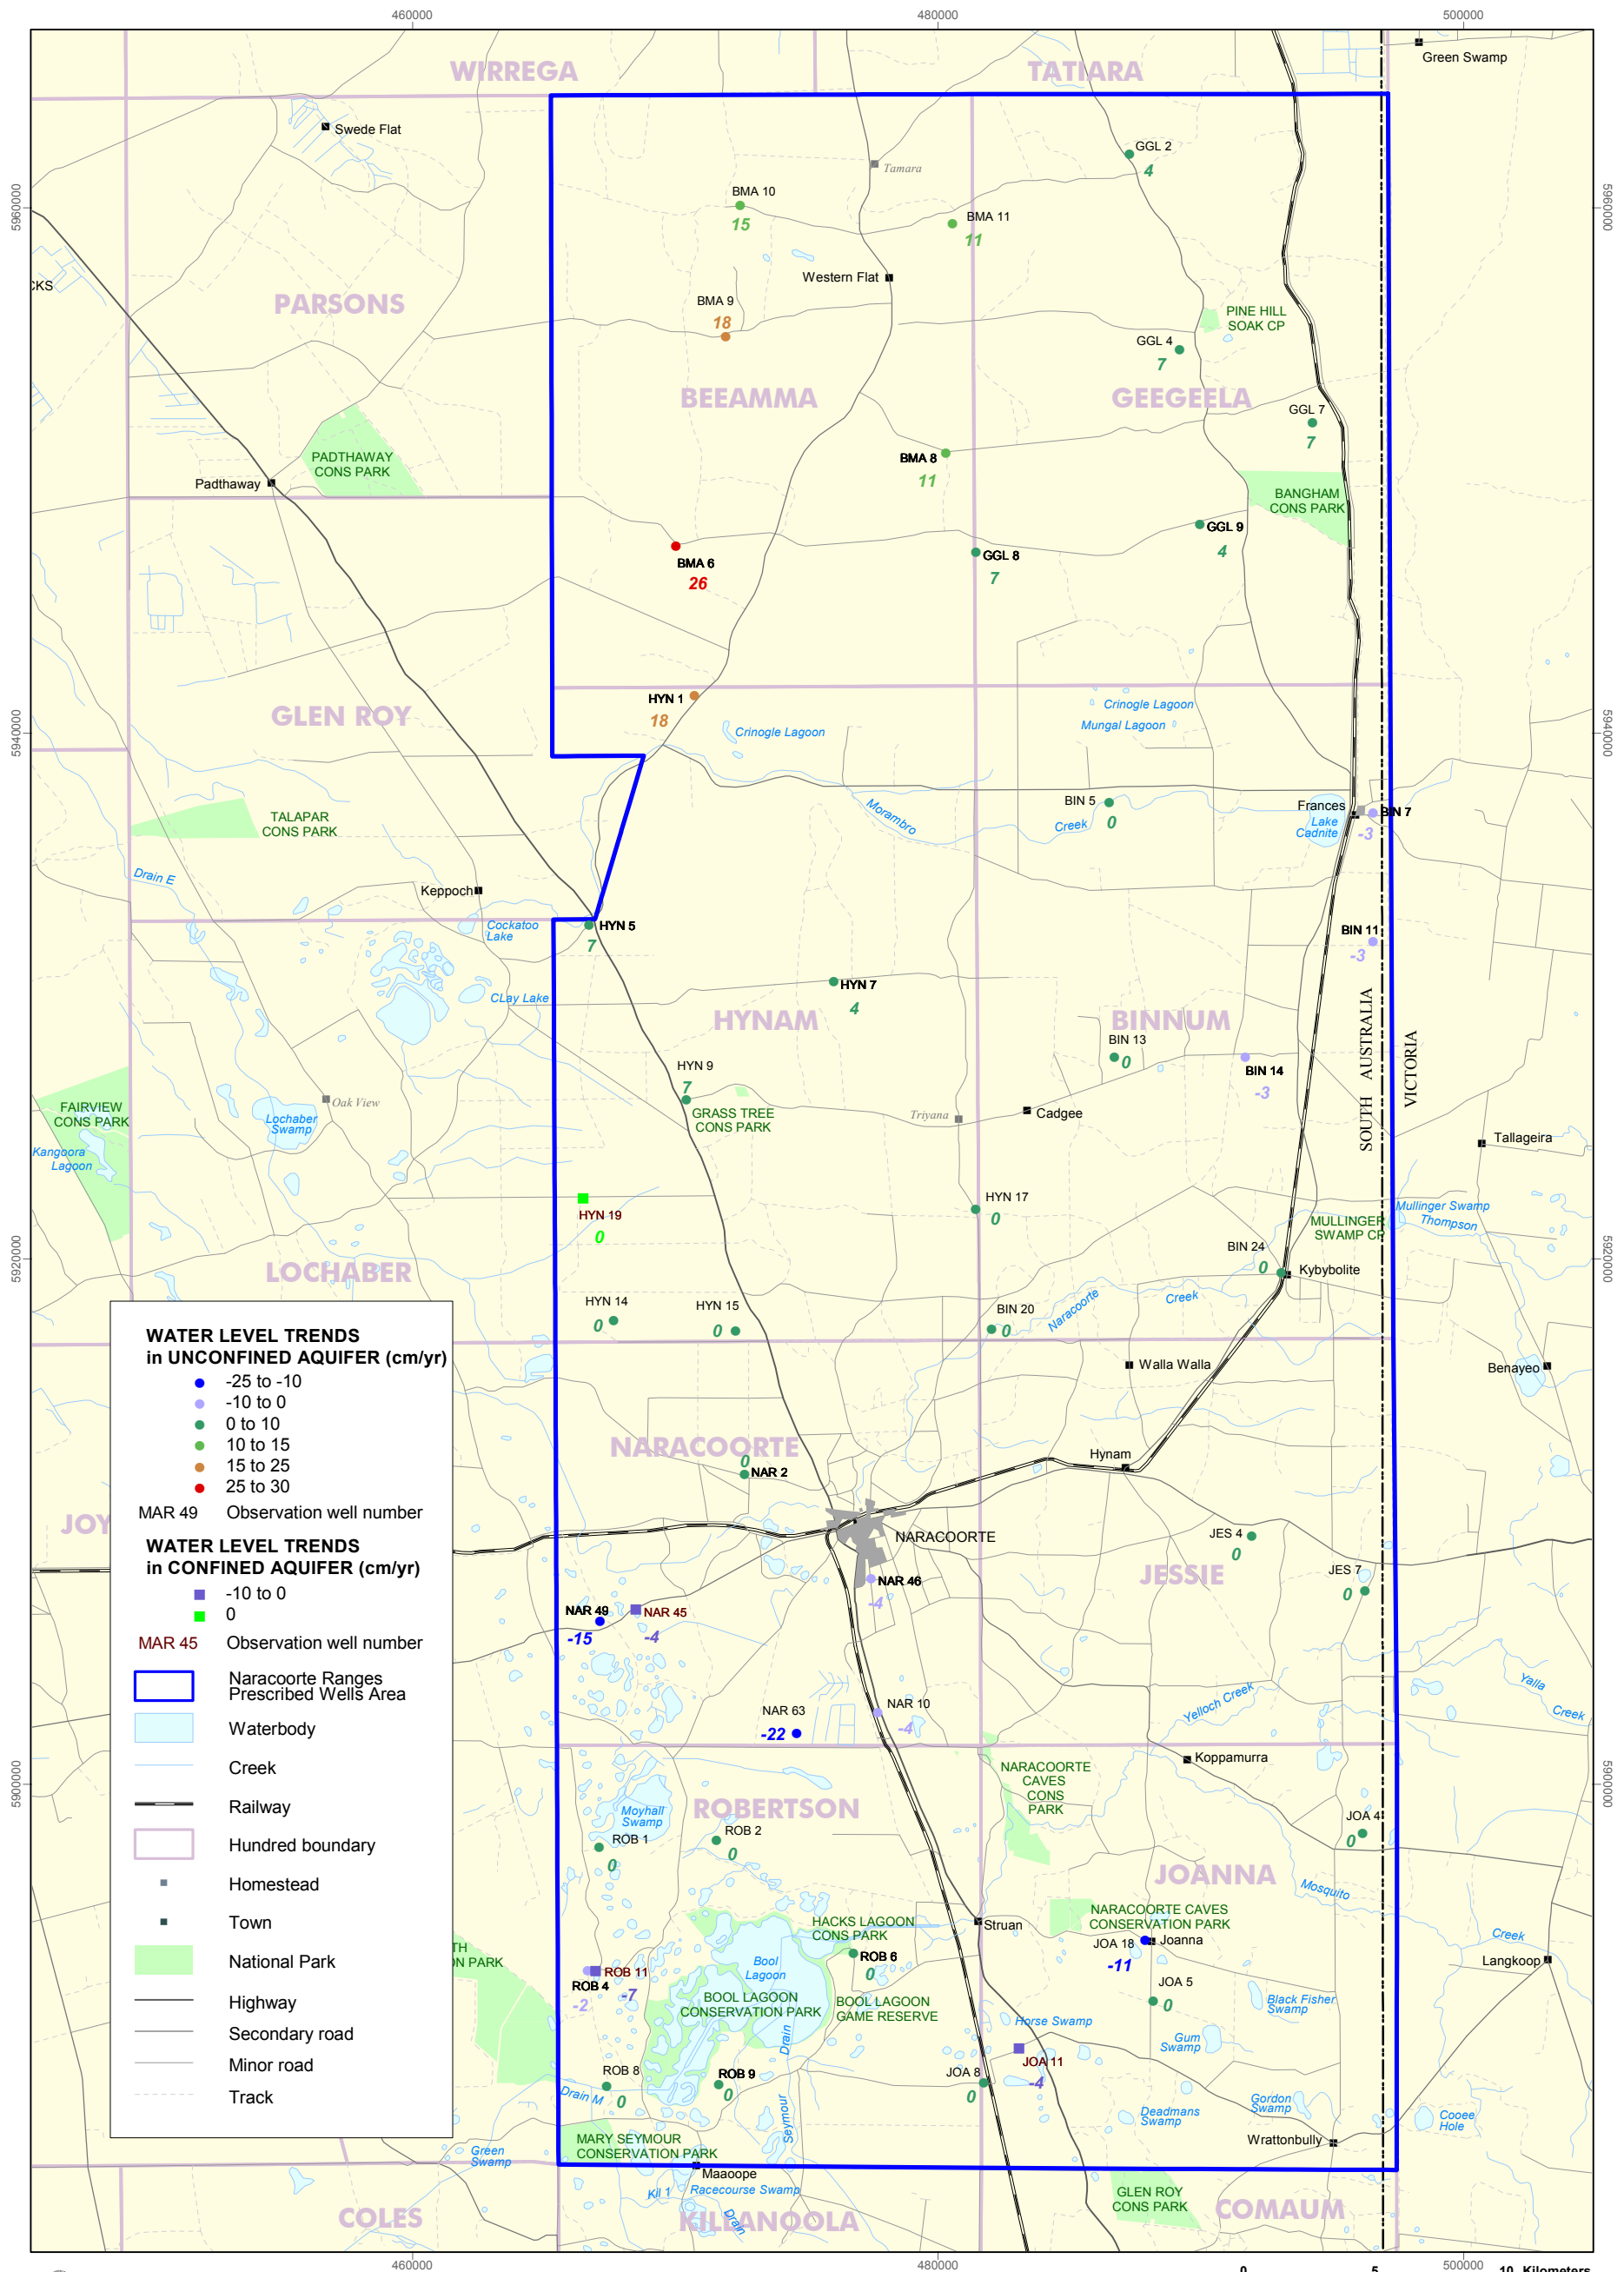 460000
480000
500000
WIRREGA
TATIARA
Green Swamp
Swede Flat
GGL 2
4
Tamara
BMA 10
15
BMA 11
11
5960000
5960000
CKS
Western Flat
PARSONS
BMA 9
18
PINE HILL
SOAK CP
GGL 4
7
BEEAMMA
GEEGEELA
GGL 7
7
PADTHAWAY
CONS PARK
Padthaway
BMA 8
11
BANGHAM
CONS PARK
GGL 9
4
BMA 6
26
GGL 8
7
HYN 1
18
GLEN ROY
Crinogle Lagoon
Crinogle Lagoon
Mungal Lagoon
5940000
5940000
TALAPAR
CONS PARK
Morambro
Creek
BIN 5
0
Frances
Lake
Cadnite
BIN 7
-3
Drain E
Keppoch
Cockatoo
Lake
HYN 5
7
BIN 11
-3
CLay Lake
HYN 7
4
HYNAM
BINNUM
SOUTH AUSTRALIA
VICTORIA
BIN 13
0
BIN 14
-3
HYN 9
7
GRASS TREE
CONS PARK
Triyana
Cadgee
FAIRVIEW
CONS PARK
Oak View
Lochaber
Swamp
Kangoora
Lagoon
Tallageira
HYN 19
0
HYN 17
0
Mullinger Swamp
Thompson
MULLINGER
SWAMP CP
BIN 24
0
Kybybolite
5920000
5920000
LOCHABER
HYN 14
0
HYN 15
0
BIN 20
0
Naracoorte
Creek
Walla Walla
Benayeo
WATER LEVEL TRENDS
in UNCONFINED AQUIFER (cm/yr)
-25 to -10
-10 to 0
0 to 10
10 to 15
15 to 25
25 to 30
MAR 49 Observation well number
WATER LEVEL TRENDS
in CONFINED AQUIFER (cm/yr)
-10 to 0
0
MAR 45 Observation well number
Naracoorte Ranges
Prescribed Wells Area
Waterbody
Creek
Railway
Hundred boundary
Homestead
Town
National Park
Highway
Secondary road
Minor road
Track
JOY
NARACOORTE
0
NAR 2
Hynam
NARACOORTE
JES 4
0
JESSIE
JES 7
0
NAR 46
-4
NAR 49
-15
NAR 45
-4
NAR 63
-22
NAR 10
-4
Yelloch Creek
Yalla
Creek
Koppamurra
5900000
5900000
NARACOORTE
CAVES
CONS
PARK
Moyhall
Swamp
ROBERTSON
ROB 1
0
ROB 2
0
JOA 4
0
JOANNA
Mosquito
Creek
HACKS LAGOON
CONS PARK
Struan
NARACOORTE CAVES
CONSERVATION PARK
JOA 18
-11
Joanna
Langkoop
TH
N PARK
ROB 11
-7
ROB 4
-2
Bool
Lagoon
ROB 6
0
BOOL LAGOON
CONSERVATION PARK
BOOL LAGOON
GAME RESERVE
JOA 5
0
Black Fisher
Swamp
Horse Swamp
Gum
Swamp
JOA 11
-4
ROB 8
0
Drain M
ROB 9
0
Drain
Seymour
JOA 8
0
Deadmans
Swamp
Gordon
Swamp
Cooee
Hole
Wrattonbully
MARY SEYMOUR
CONSERVATION PARK
Green
Swamp
Maaoope
Racecourse Swamp
Kil 1
Drain
GLEN ROY
CONS PARK
COLES
KILLANOOLA
COMAUM
460000
480000
500000
0 5 10 Kilometers